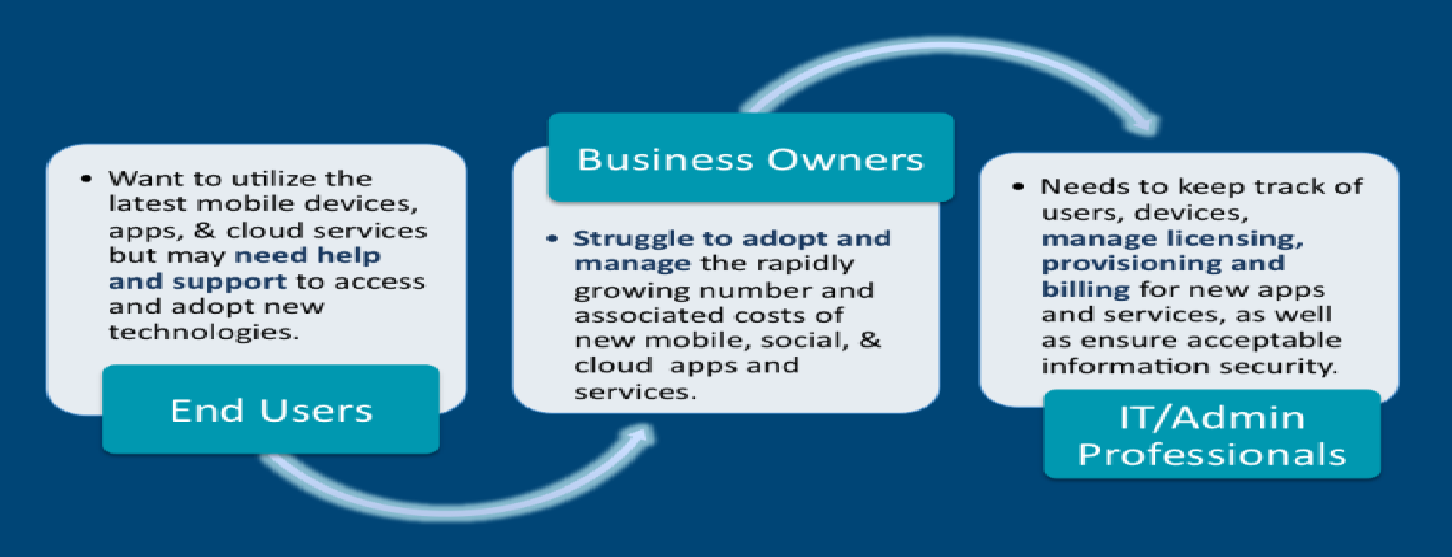 • Want to utilize the
latest mobile devices,
apps, & cloud services
but may need help
and support to access
and adopt new
technologies.
End Users
Business Owners
• Struggle to adopt and
manage the rapidly
growing number and
associated costs of
new mobile, social, &
cloud apps and
services.
• Needs to keep track of
users, devices,
manage licensing,
provisioning and
billing for new apps
and services, as well
as ensure acceptable
information security.
IT/Admin
Professionals